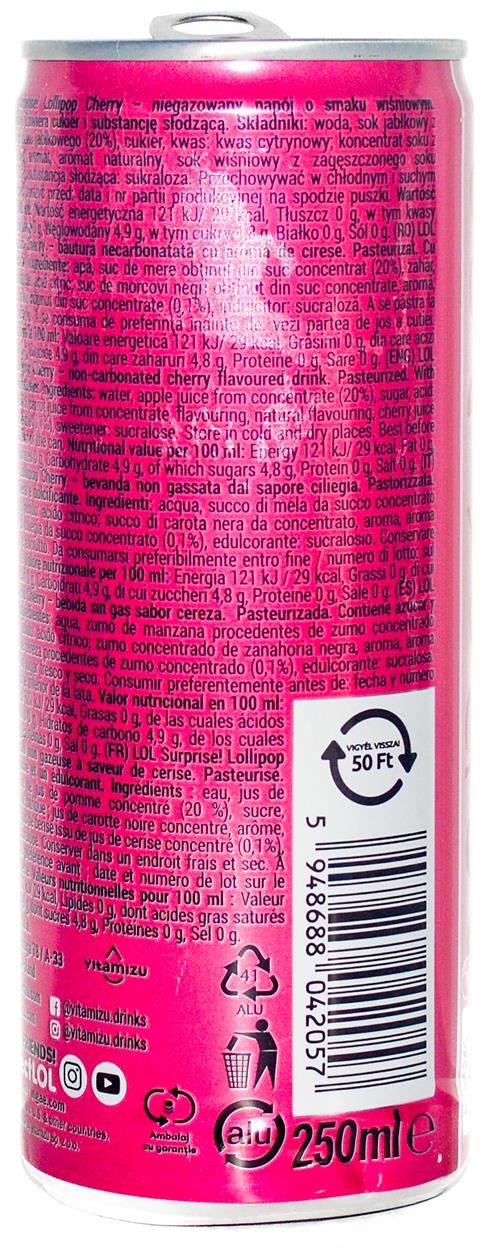 Lollipop Cherry – niegazowany napój o smaku wiśniowym.
cukier i substancję słodzącą. Składniki: woda, sok jabłkowy z
jabłkowego (20%), cukier, kwas: kwas cytrynowy; koncentrat soku z
aromat, aromat naturalny, sok wiśniowy z zagęszczonego soku
substancja słodząca: sukraloza. Przechowywać w chłodnym i suchym
przed: data i nr partii produkcyjnej na spodzie puszki. Wartość
Wartość energetyczna 121 kJ/ 29 kcal, Tłuszcz 0 g, w tym kwasy
Węglowodany 4,9 g, w tym cukry 4,8 g, Białko 0 g, Sól 0 g. (RO) LOL
Cherry – băutură necarbonatată cu aromă de cireșe. Pasteurizat. Cu
Ingrediente: apă, suc de mere obținut din suc concentrat (20%), zahăr,
acid citric, suc de morcovi negri obținut din suc concentrate, aromă,
obținut din suc concentrate (0,1%), îndulcitor: sucraloză. A se păstra la
A se consuma de preferință înainte de: vezi partea de jos a cutiei.
100 ml: Valoare energetică 121 kJ/ 29 kcal, Grăsimi 0 g, din care acizi
4,9 g, din care zaharuri 4,8 g, Proteine 0 g, Sare 0 g. (ENG) LOL
Cherry – non-carbonated cherry flavoured drink. Pasteurized. With
Ingredients: water, apple juice from concentrate (20%), sugar, acid:
carrot juice from concentrate, flavouring, natural flavouring, cherry juice
sweetener: sucralose. Store in cold and dry places. Best before
the can. Nutritional value per 100 ml: Energy 121 kJ/ 29 kcal, Fat 0 g,
Carbohydrate 4,9 g, of which sugars 4,8 g, Protein 0 g, Salt 0 g. (IT)
Cherry – bevanda non gassata dal sapore ciliegia. Pastorizzata.
e dolcificante. Ingredienti: acqua, succo di mela da succo concentrato
acido citrico; succo di carota nera da concentrato, aroma, aroma
da succo concentrato (0,1%), edulcorante: sucralosio. Conservare
Da consumarsi preferibilmente entro fine / numero di lotto: sul
nutrizionale per 100 ml: Energia 121 kJ / 29 kcal, Grassi 0 g, di cui
Carboidrati 4,9 g, di cui zuccheri 4,8 g, Proteine 0 g, Sale 0 g. (ES) LOL
Cherry – bebida sin gas sabor cereza. Pasteurizada. Contiene azúcar y
agua, zumo de manzana procedentes de zumo concentrado
ácido cítrico; zumo concentrado de zanahoria negra, aroma, aroma
procedentes de zumo concentrado (0,1%), edulcorante: sucralosa.
fresco y seco. Consumir preferentemente antes de: fecha y número
de la lata. Valor nutricional en 100 ml:
29 kcal, Grasas 0 g, de las cuales ácidos
Hidratos de carbono 4,9 g, de los cuales
0 g, Sal 0 g. (FR) LOL Surprise! Lollipop
non gazeuse à saveur de cerise. Pasteurisé.
et un édulcorant. Ingrédients : eau, jus de
jus de pomme concentré (20 %), sucre,
jus de carotte noire concentre, arôme,
cerise issu de jus de cerise concentré (0,1%),
Conserver dans un endroit frais et sec. À
avant : date et numéro de lot sur le
Valeurs nutritionnelles pour 100 ml : Valeur
29 kcal, Lipides 0 g, dont acides gras saturés
dont sucres 4,8 g, Protéines 0 g, Sel 0 g.
78 / A-33
vitamizu
@vitamizu.drinks
@vitamizu.drinks
LOL
& other countries.
Sp. z o.o.
VIGYÉL VISSZA!
50 Ft
5 948688 042057
41
ALU
Ambalaj
cu garanție
alu
250ml e